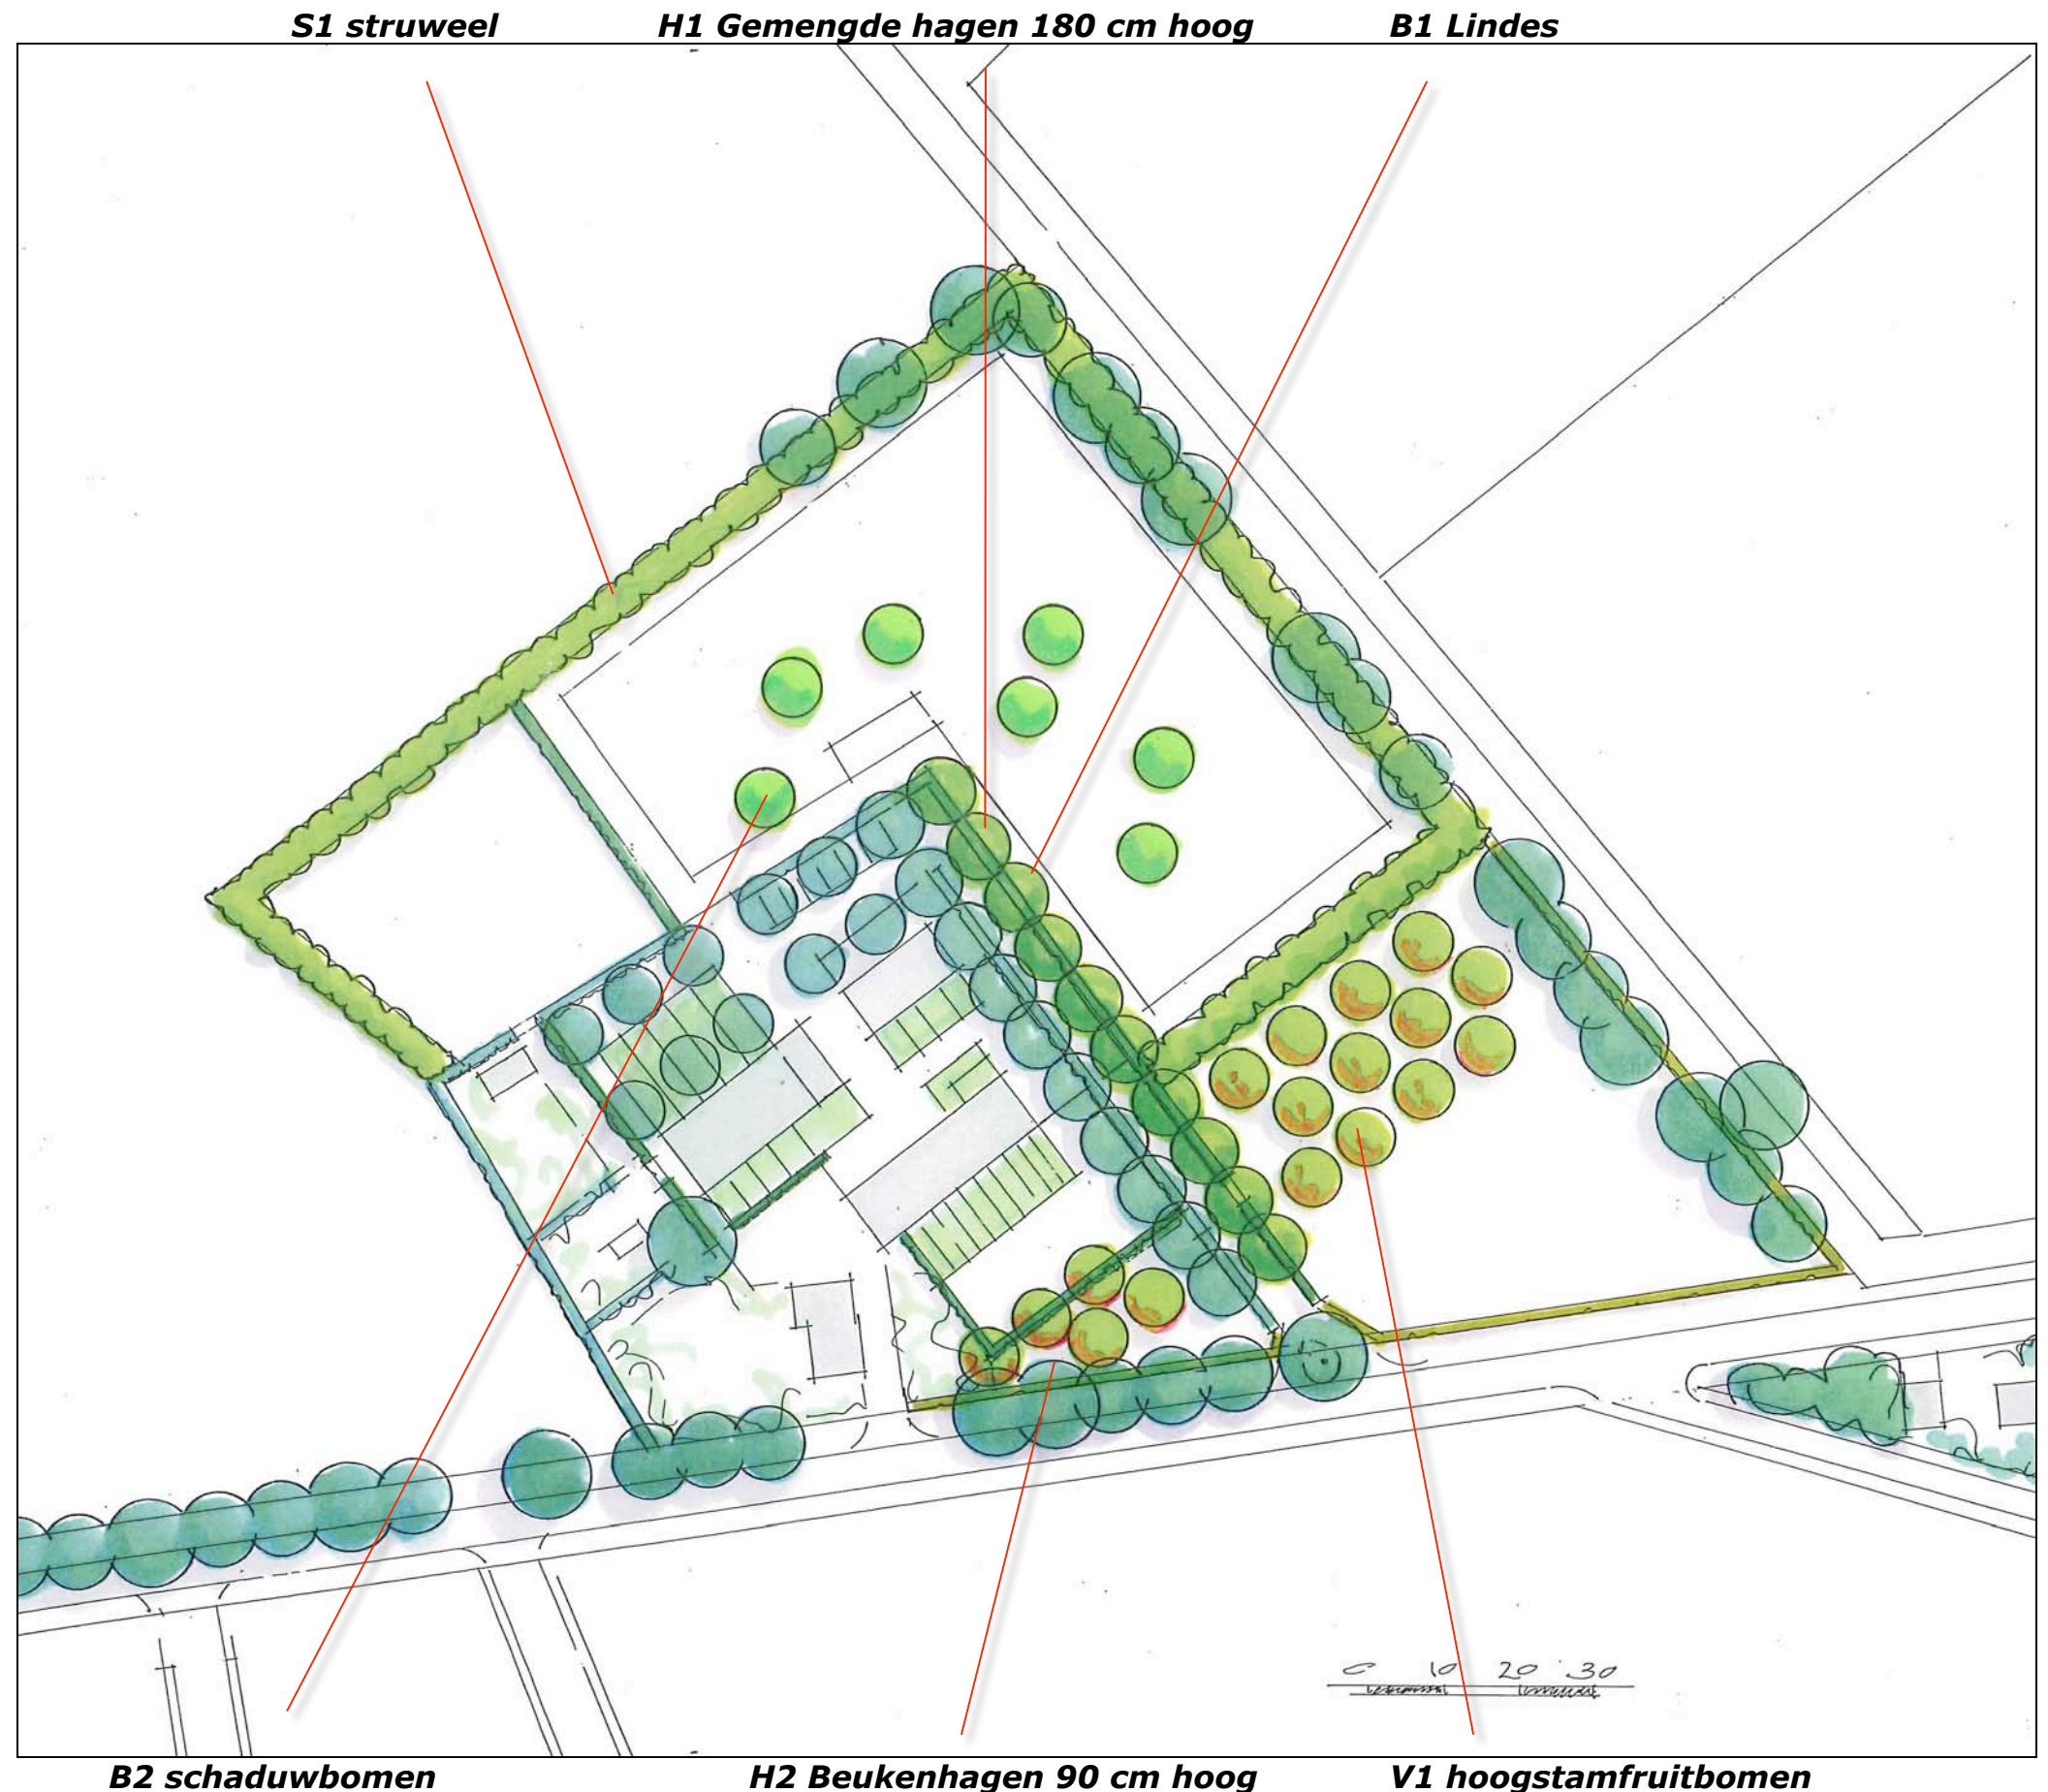 S1 struweel H1 Gemengde hagen 180 cm hoog B1 Lindes
0 10 20 30
B2 schaduwbomen H2 Beukenhagen 90 cm hoog V1 hoogstamfruitbomen